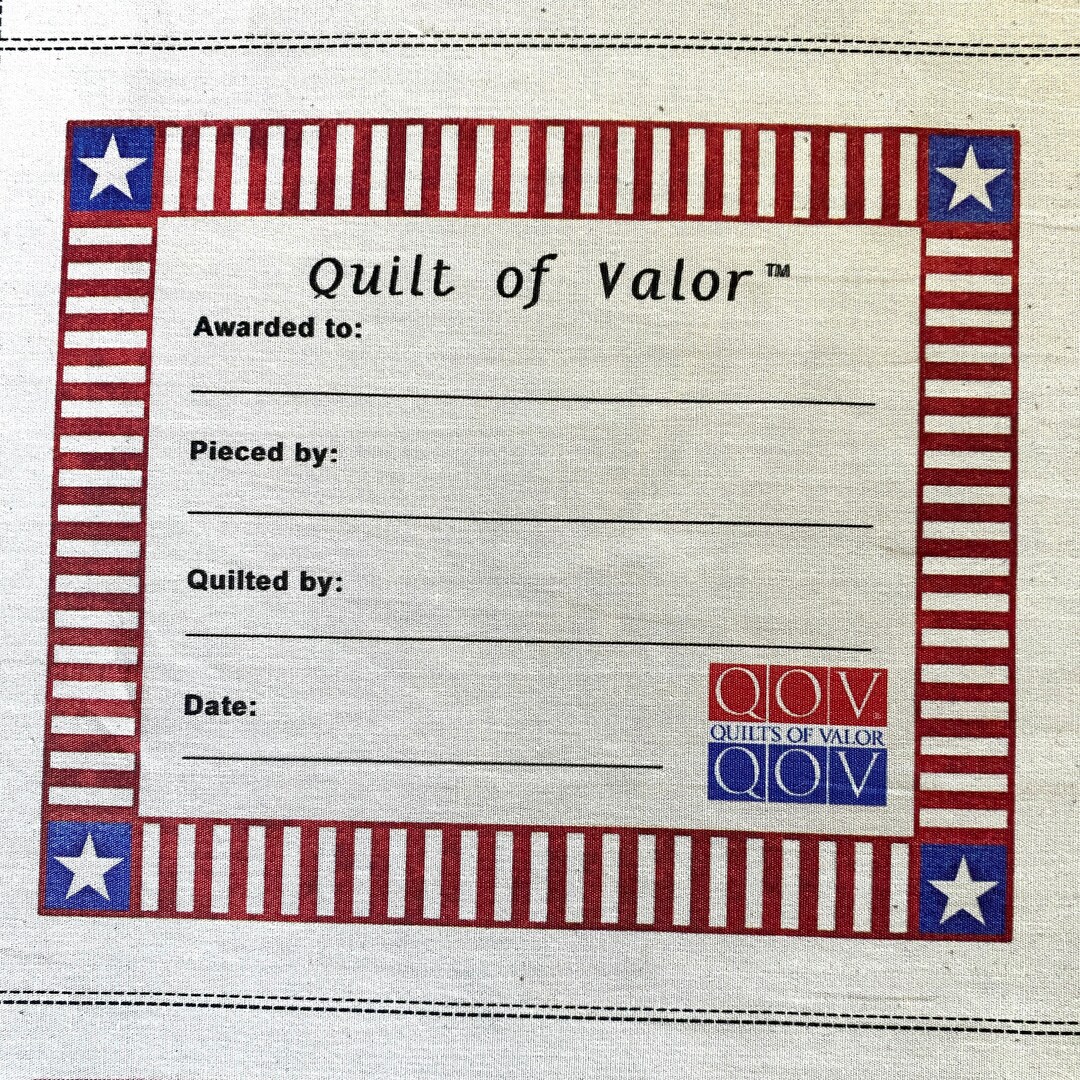 Quilt of Valor™
Awarded to:
Pieced by:
Quilted by:
Date:
QOV
QUILTS OF VALOR
QOV